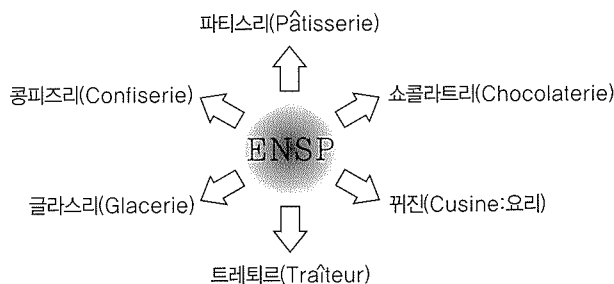 파티스리(Pâtisserie)
콩피즈리(Confiserie)
쇼콜라트리(Chocolaterie)
ENSP
글라스리(Glacerie)
뀌진(Cusine:요리)
트레퇴르(Traîteur)